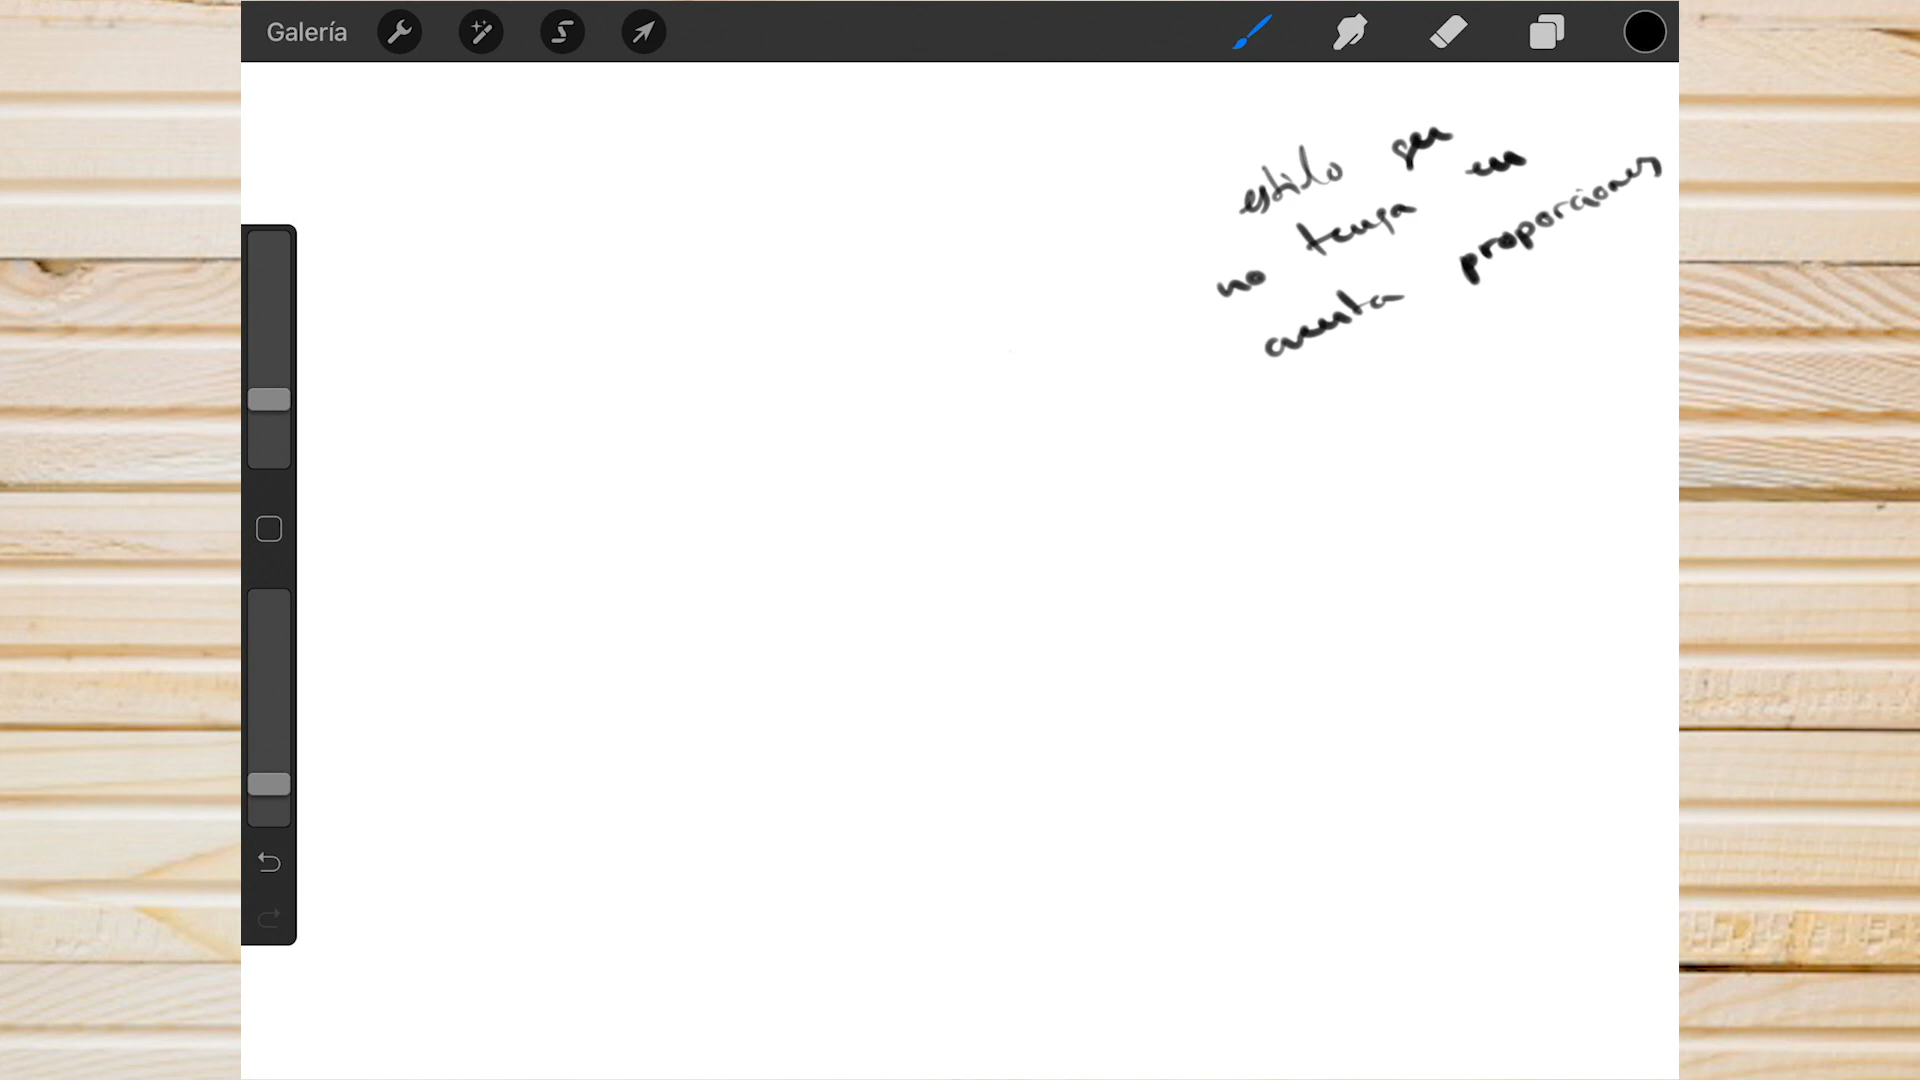 Galería
estilo que
no tenga en
cuenta proporciones